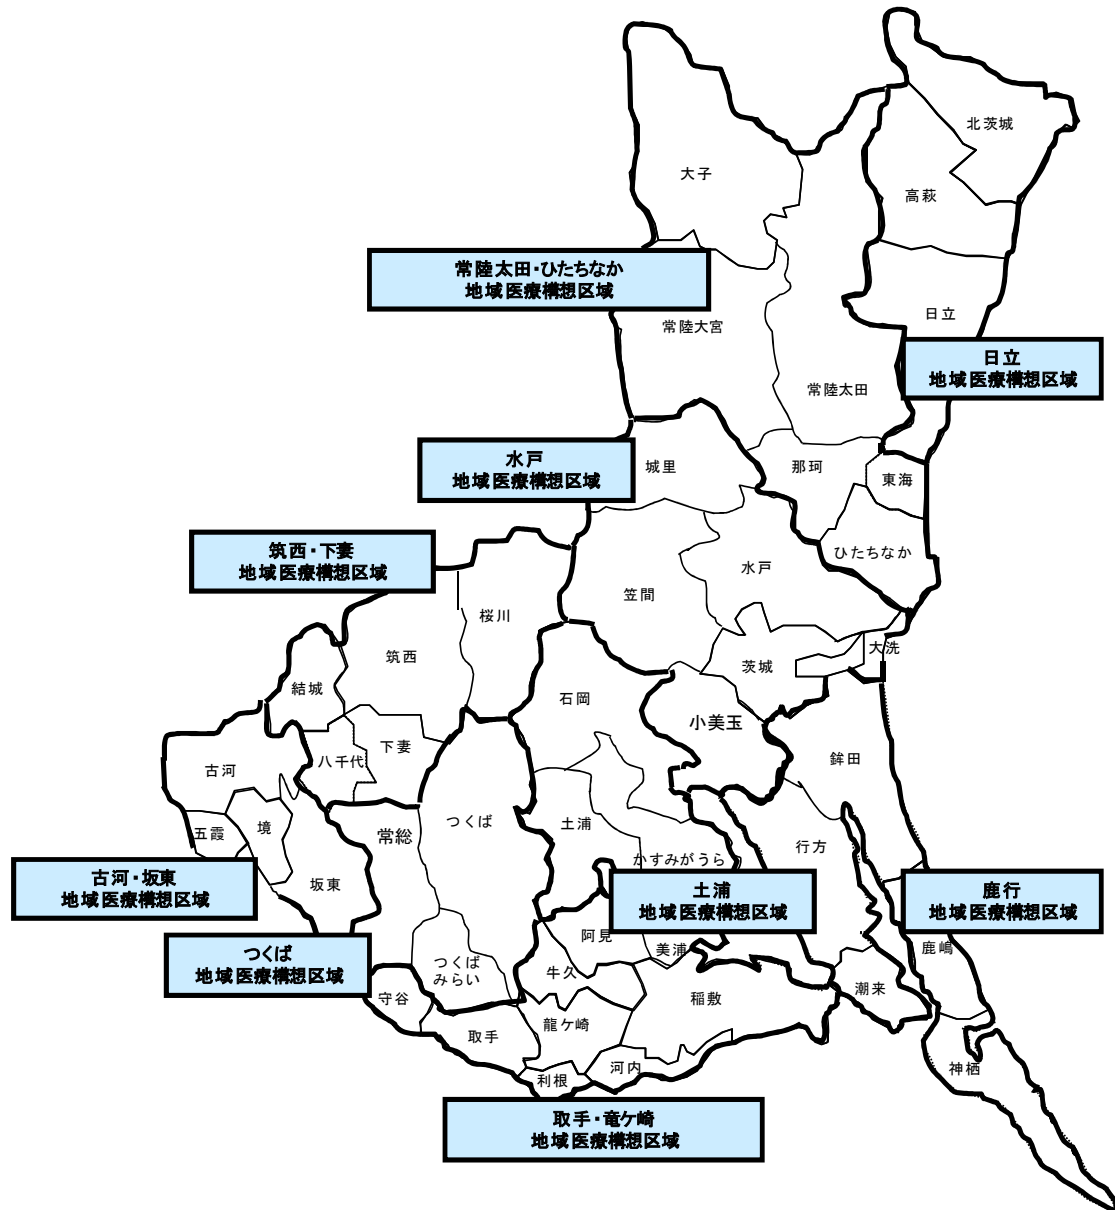 北茨城
大子
高萩
常陸太田・ひたちなか
地域医療構想区域
日立
常陸大宮
日立
地域医療構想区域
常陸太田
水戸
地域医療構想区域
城里
那珂
東海
筑西・下妻
地域医療構想区域
ひたちなか
水戸
笠間
桜川
筑西
大洗
茨城
結城
石岡
小美玉
下妻
八千代
鉾田
古河
つくば
土浦
五霞
境
常総
行方
かすみがうら
古河・坂東
地域医療構想区域
坂東
土浦
地域医療構想区域
鹿行
地域医療構想区域
つくば
地域医療構想区域
阿見
美浦
鹿嶋
つくば
みらい
牛久
守谷
稲敷
潮来
龍ケ崎
取手
河内
利根
神栖
取手・竜ケ崎
地域医療構想区域